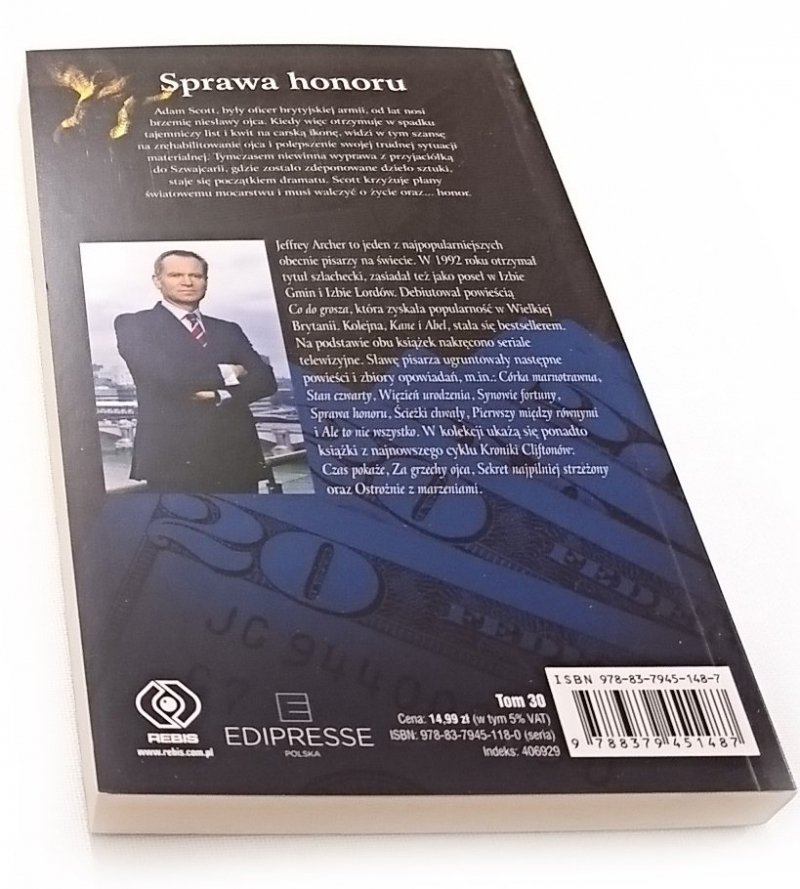 Sprawa honoru
Adam Scott, były oficer brytyjskiej armii, od lat nosi
brzemię niesławy ojca. Kiedy więc otrzymuje w spadku
tajemniczy list i kwit na carską ikonę, widzi w tym szansę
na zrehabilitowanie ojca i polepszenie swojej trudnej sytuacji
materialnej. Tymczasem niewinna wyprawa z przyjaciółką
do Szwajcarii, gdzie zostało zdeponowane dzieło sztuki,
staje się początkiem dramatu. Scott krzyżuje plany
światowemu mocarstwu i musi walczyć o życie oraz... honor.
Jeffrey Archer to jeden z najpopularniejszych
obecnie pisarzy na świecie. W 1992 roku otrzymał
tytuł szlachecki, zasiadał też jako poseł w Izbie
Gmin i Izbie Lordów. Debiutował powieścią
Co do grosza, która zyskała popularność w Wielkiej
Brytanii. Kolejna, Kane i Abel, stała się bestsellerem.
Na podstawie obu książek nakręcono seriale
telewizyjne. Sławę pisarza ugruntowały następne
powieści i zbiory opowiadań, m.in.: Córka marnotrawna,
Stan czwarty, Więzień urodzenia, Synowie fortuny,
Sprawa honoru, Ścieżki chwały, Pierwszy między równymi
i Ale to nie wszystko. W kolekcji ukażą się ponadto
książki z najnowszego cyklu Kroniki Cliftonów:
Czas pokaże, Za grzechy ojca, Sekret najpilniej strzeżony
oraz Ostrożnie z marzeniami.
20
FEDE
FEDER
JC 944
REBIS
www.rebis.com.pl
E
EDIPRESSE
POLSKA
Tom 30
Cena: 14,99 zł (w tym 5% VAT)
ISBN: 978-83-7945-118-0 (seria)
Indeks: 406929
ISBN 978-83-7945-148-7
9 788379 451487